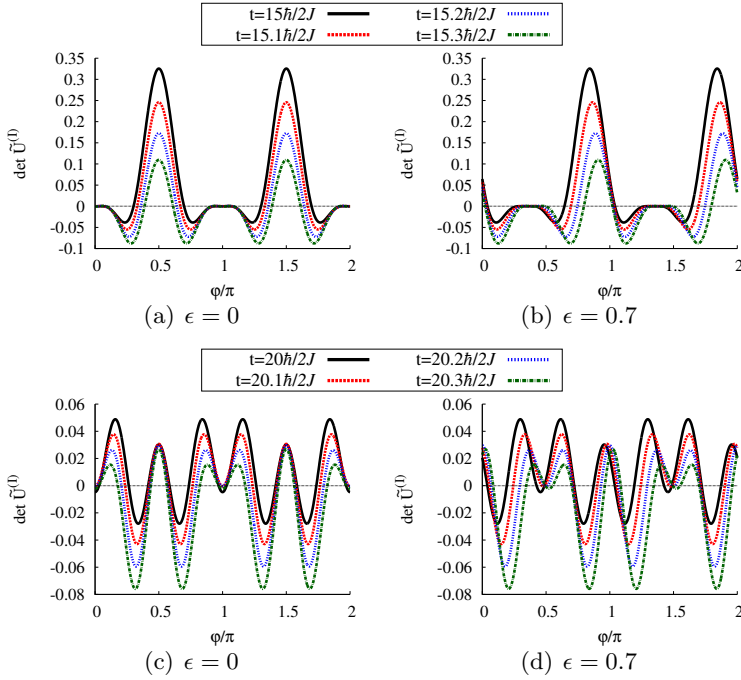 t=15ħ/2J t=15.2ħ/2J
t=15.1ħ/2J t=15.3ħ/2J
0.35 0.35
0.3 0.3
0.25 0.25
0.2 0.2
0.15 0.15
0.1 0.1
0.05 0.05
0 0
-0.05 -0.05
-0.1 -0.1
det Ũ(I) det Ũ(I)
0 0.5 1 1.5 2 0 0.5 1 1.5 2
φ/π φ/π
(a) ϵ = 0 (b) ϵ = 0.7
t=20ħ/2J t=20.2ħ/2J
t=20.1ħ/2J t=20.3ħ/2J
0.06 0.06
0.04 0.04
0.02 0.02
0 0
-0.02 -0.02
-0.04 -0.04
-0.06 -0.06
-0.08 -0.08
det Ũ(I) det Ũ(I)
0 0.5 1 1.5 2 0 0.5 1 1.5 2
φ/π φ/π
(c) ϵ = 0 (d) ϵ = 0.7